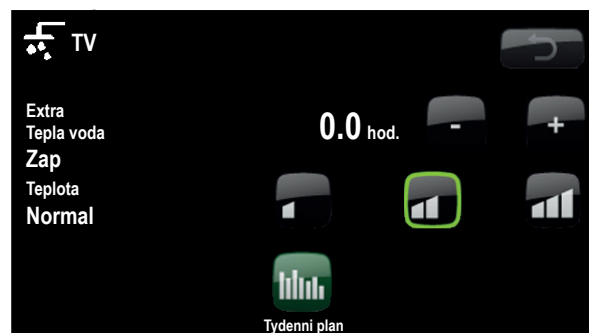 TV
Extra
Tepla voda
0.0 hod.
-
+
Zap
Teplota
Normal
Tydenni plan